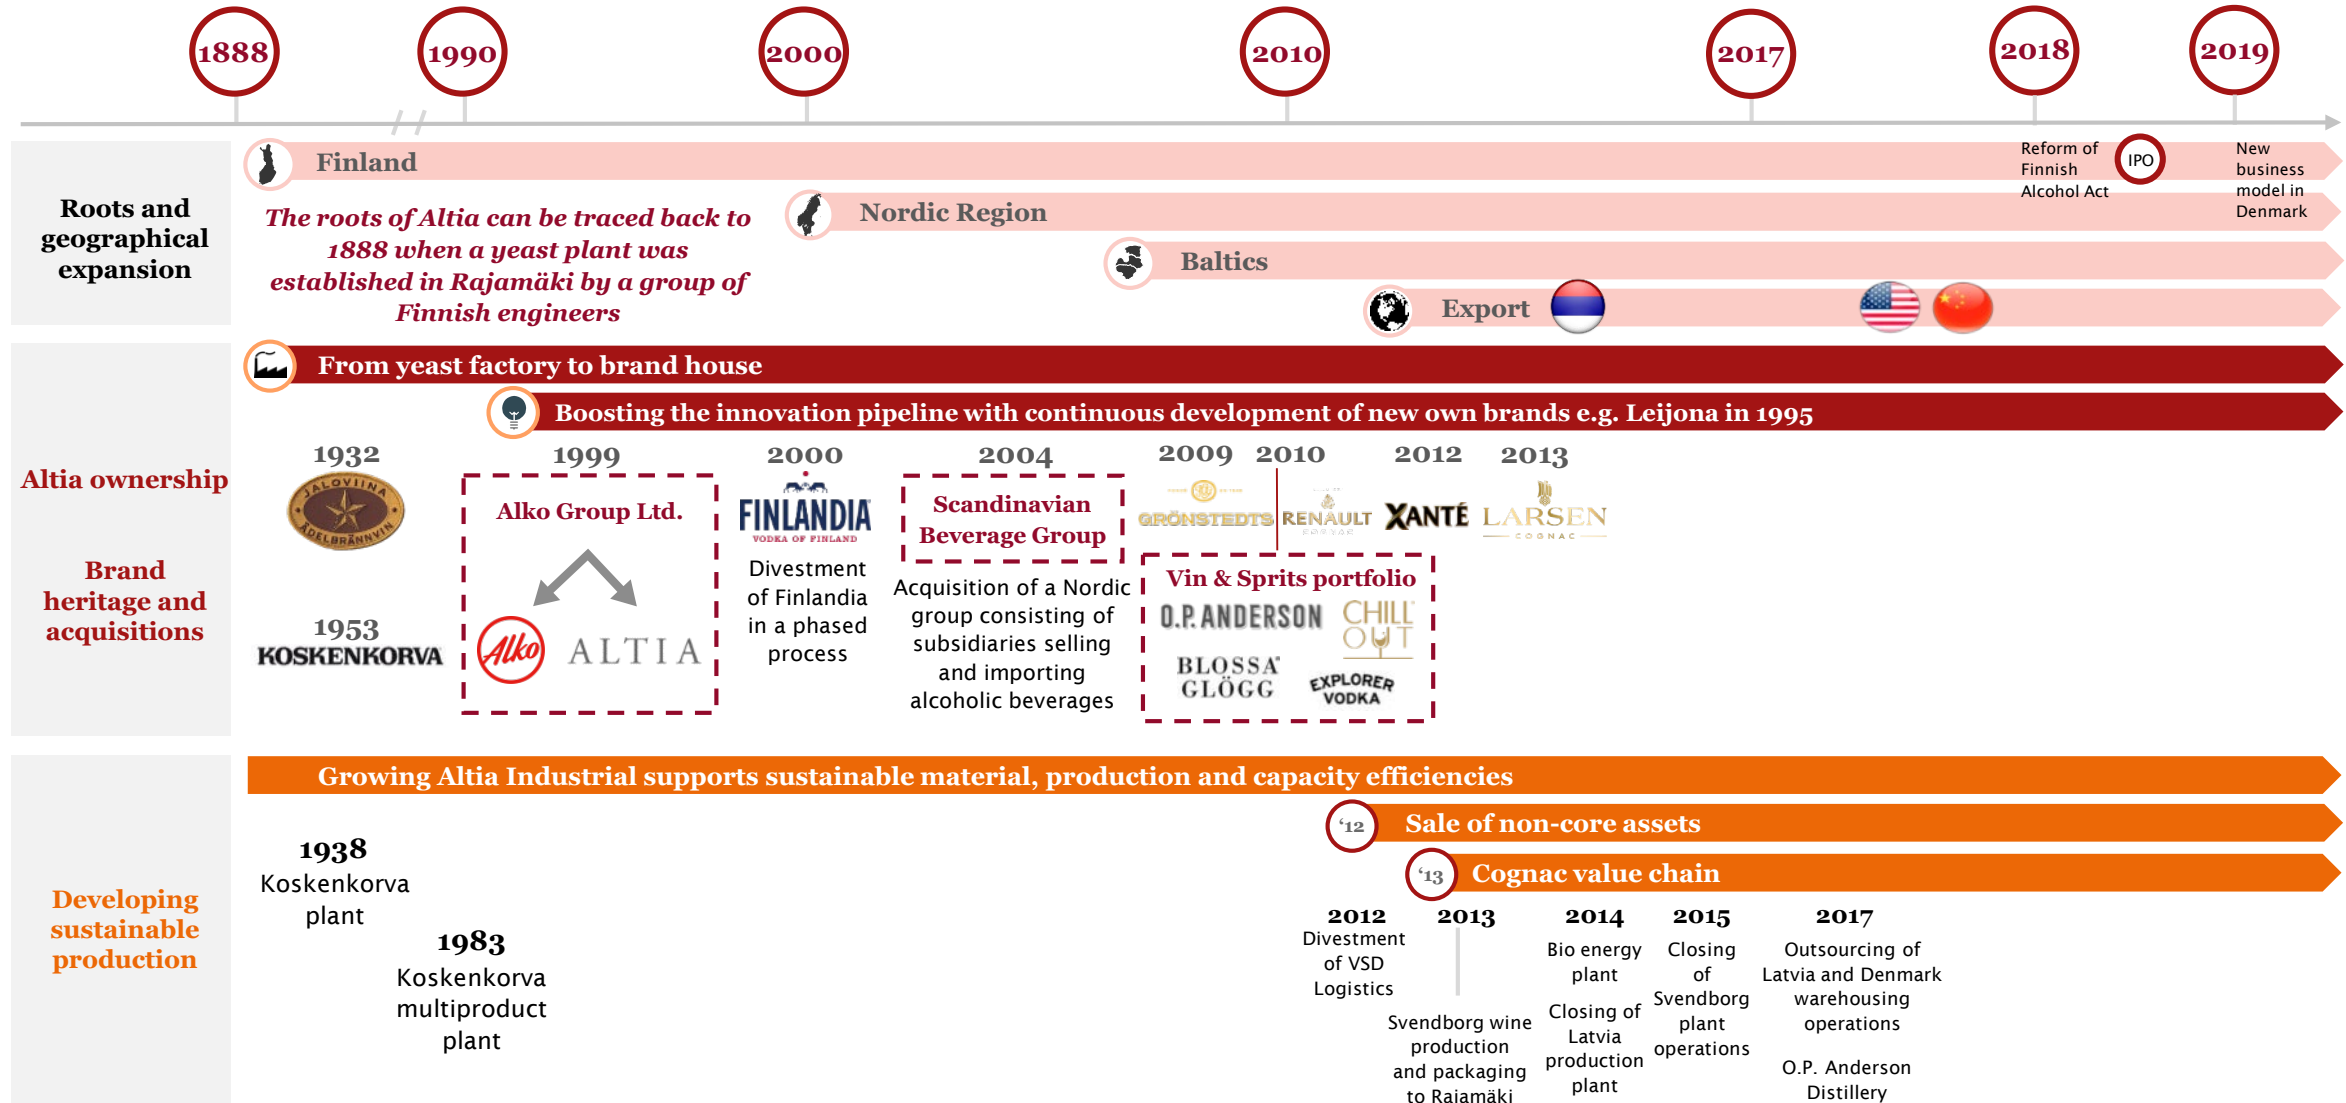 1888
1990
2000
2010
2017
2018
2019
Roots and
geographical
expansion
Finland
Reform of
Finnish
Alcohol Act
IPO
New
business
model in
Denmark
The roots of Altia can be traced back to
1888 when a yeast plant was
established in Rajamäki by a group of
Finnish engineers
Nordic Region
Baltics
Export
Altia ownership
Brand
heritage and
acquisitions
From yeast factory to brand house
Boosting the innovation pipeline with continuous development of new own brands e.g. Leijona in 1995
1932
JALOVIINA
ÄDELBRÄNNVIN
1953
KOSKENKORVA
1999
Alko Group Ltd.
Alko
ALTIA
2000
FINLANDIA
VODKA OF FINLAND
Divestment
of Finlandia
in a phased
process
2004
Scandinavian
Beverage Group
Acquisition of a Nordic
group consisting of
subsidiaries selling
and importing
alcoholic beverages
2009
GRÖNSTEDTS
2010
RENAULT
COGNAC
2012
XANTÉ
2013
LARSEN
COGNAC
Vin & Sprits portfolio
O.P. ANDERSON
CHILL
OUT
BLOSSA
GLÖGG
EXPLORER
VODKA
Developing
sustainable
production
Growing Altia Industrial supports sustainable material, production and capacity efficiencies
‘12
Sale of non-core assets
‘13
Cognac value chain
1938
Koskenkorva
plant
1983
Koskenkorva
multiproduct
plant
2012
Divestment
of VSD
Logistics
2013
Svendborg wine
production
and packaging
to Rajamäki
2014
Bio energy
plant
Closing of
Latvia
production
plant
2015
Closing
of
Svendborg
plant
operations
2017
Outsourcing of
Latvia and Denmark
warehousing
operations
O.P. Anderson
Distillery